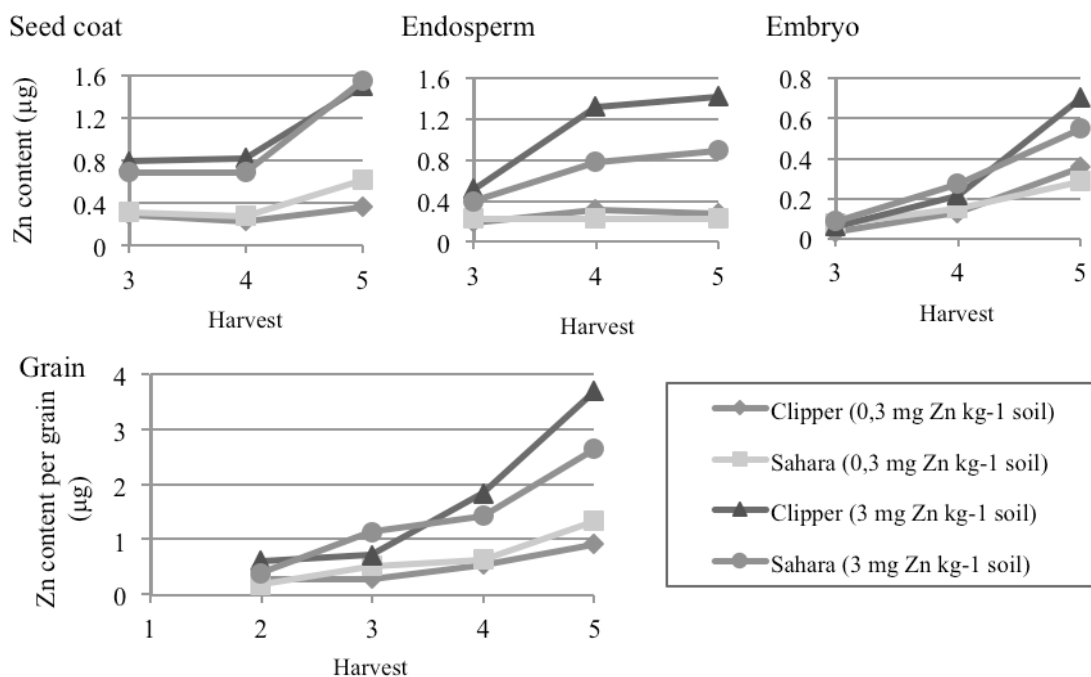 Seed coat
Zn content (µg)
1.6
1.2
0.8
0.4
0
3 4 5
Harvest
Endosperm
1.6
1.2
0.8
0.4
0
3 4 5
Harvest
Embryo
0.8
0.6
0.4
0.2
0
3 4 5
Harvest
Grain
Zn content per grain
(µg)
4
3
2
1
0
1 2 3 4 5
Harvest
Clipper (0,3 mg Zn kg-1 soil)
Sahara (0,3 mg Zn kg-1 soil)
Clipper (3 mg Zn kg-1 soil)
Sahara (3 mg Zn kg-1 soil)